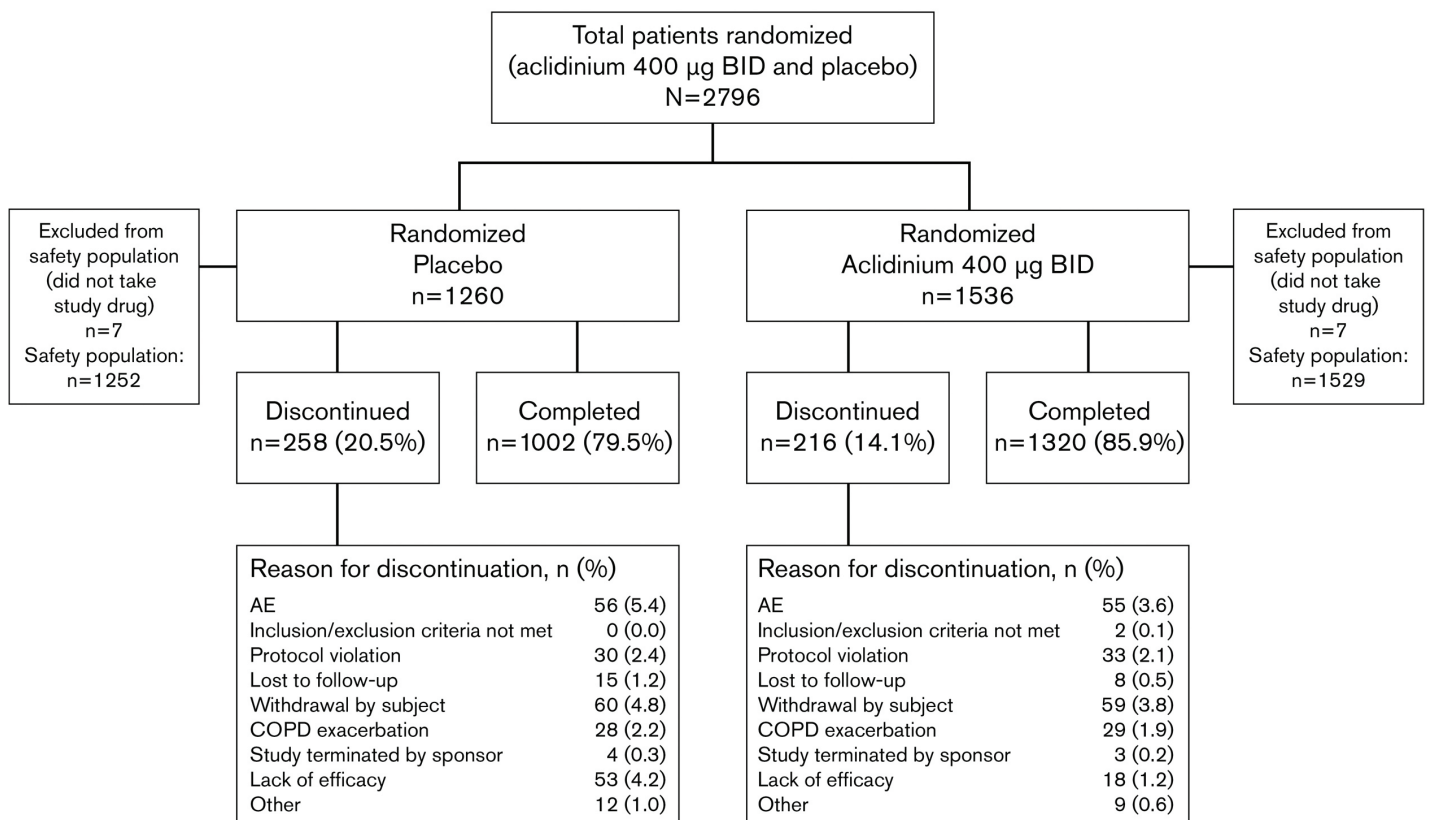 Total patients randomized
(aclidinium 400 µg BID and placebo)
N=2796
Excluded from
safety population
(did not take
study drug)
n=7
Safety population:
n=1252
Randomized
Placebo
n=1260
Randomized
Aclidinium 400 µg BID
n=1536
Excluded from
safety population
(did not take
study drug)
n=7
Safety population:
n=1529
Discontinued
n=258 (20.5%)
Completed
n=1002 (79.5%)
Discontinued
n=216 (14.1%)
Completed
n=1320 (85.9%)
Reason for discontinuation, n (%)
AE 56 (5.4)
Inclusion/exclusion criteria not met 0 (0.0)
Protocol violation 30 (2.4)
Lost to follow-up 15 (1.2)
Withdrawal by subject 60 (4.8)
COPD exacerbation 28 (2.2)
Study terminated by sponsor 4 (0.3)
Lack of efficacy 53 (4.2)
Other 12 (1.0)
Reason for discontinuation, n (%)
AE 55 (3.6)
Inclusion/exclusion criteria not met 2 (0.1)
Protocol violation 33 (2.1)
Lost to follow-up 8 (0.5)
Withdrawal by subject 59 (3.8)
COPD exacerbation 29 (1.9)
Study terminated by sponsor 3 (0.2)
Lack of efficacy 18 (1.2)
Other 9 (0.6)